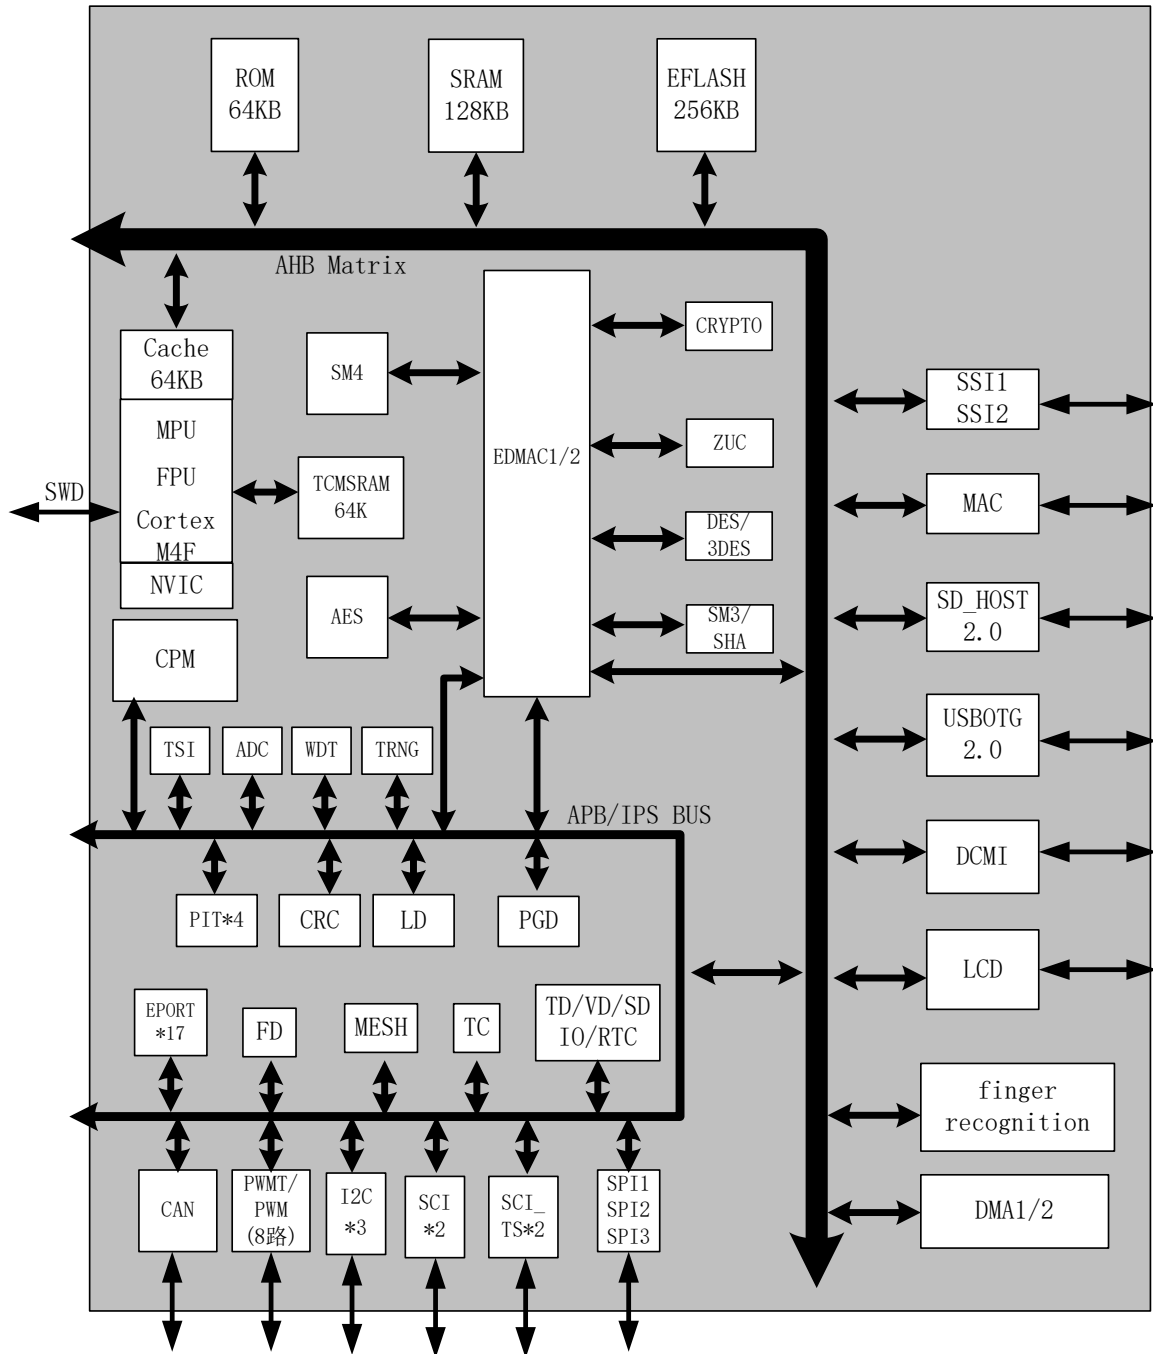 ROM
64KB
SRAM
128KB
EFLASH
256KB
AHB Matrix
Cache
64KB
MPU
FPU
Cortex
M4F
NVIC
SWD
SM4
TCMSRAM
64K
AES
EDMAC1/2
CRYPTO
ZUC
DES/
3DES
SM3/
SHA
SSI1
SSI2
MAC
SD_HOST
2.0
USBOTG
2.0
DCMI
LCD
finger
recognition
DMA1/2
CPM
TSI
ADC
WDT
TRNG
APB/IPS BUS
PIT*4
CRC
LD
PGD
EPORT
*17
FD
MESH
TC
TD/VD/SD
IO/RTC
CAN
PWMT/
PWM
(8路)
I2C
*3
SCI
*2
SCI_
TS*2
SPI1
SPI2
SPI3